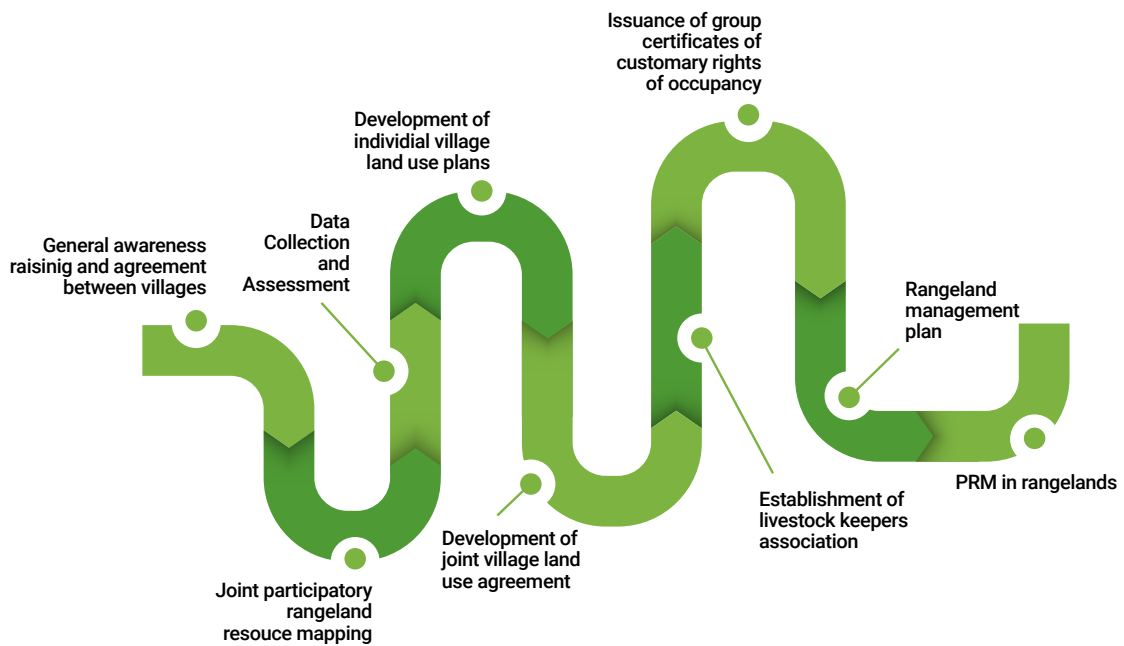 General awareness
raisinig and agreement
between villages
Joint participatory
rangeland
resouce mapping
Data
Collection
and
Assessment
Development of
individial village
land use plans
Development of
joint village land
use agreement
Establishment of
livestock keepers
association
Issuance of group
certificates of
customary rights
of occupancy
Rangeland
management
plan
PRM in rangelands